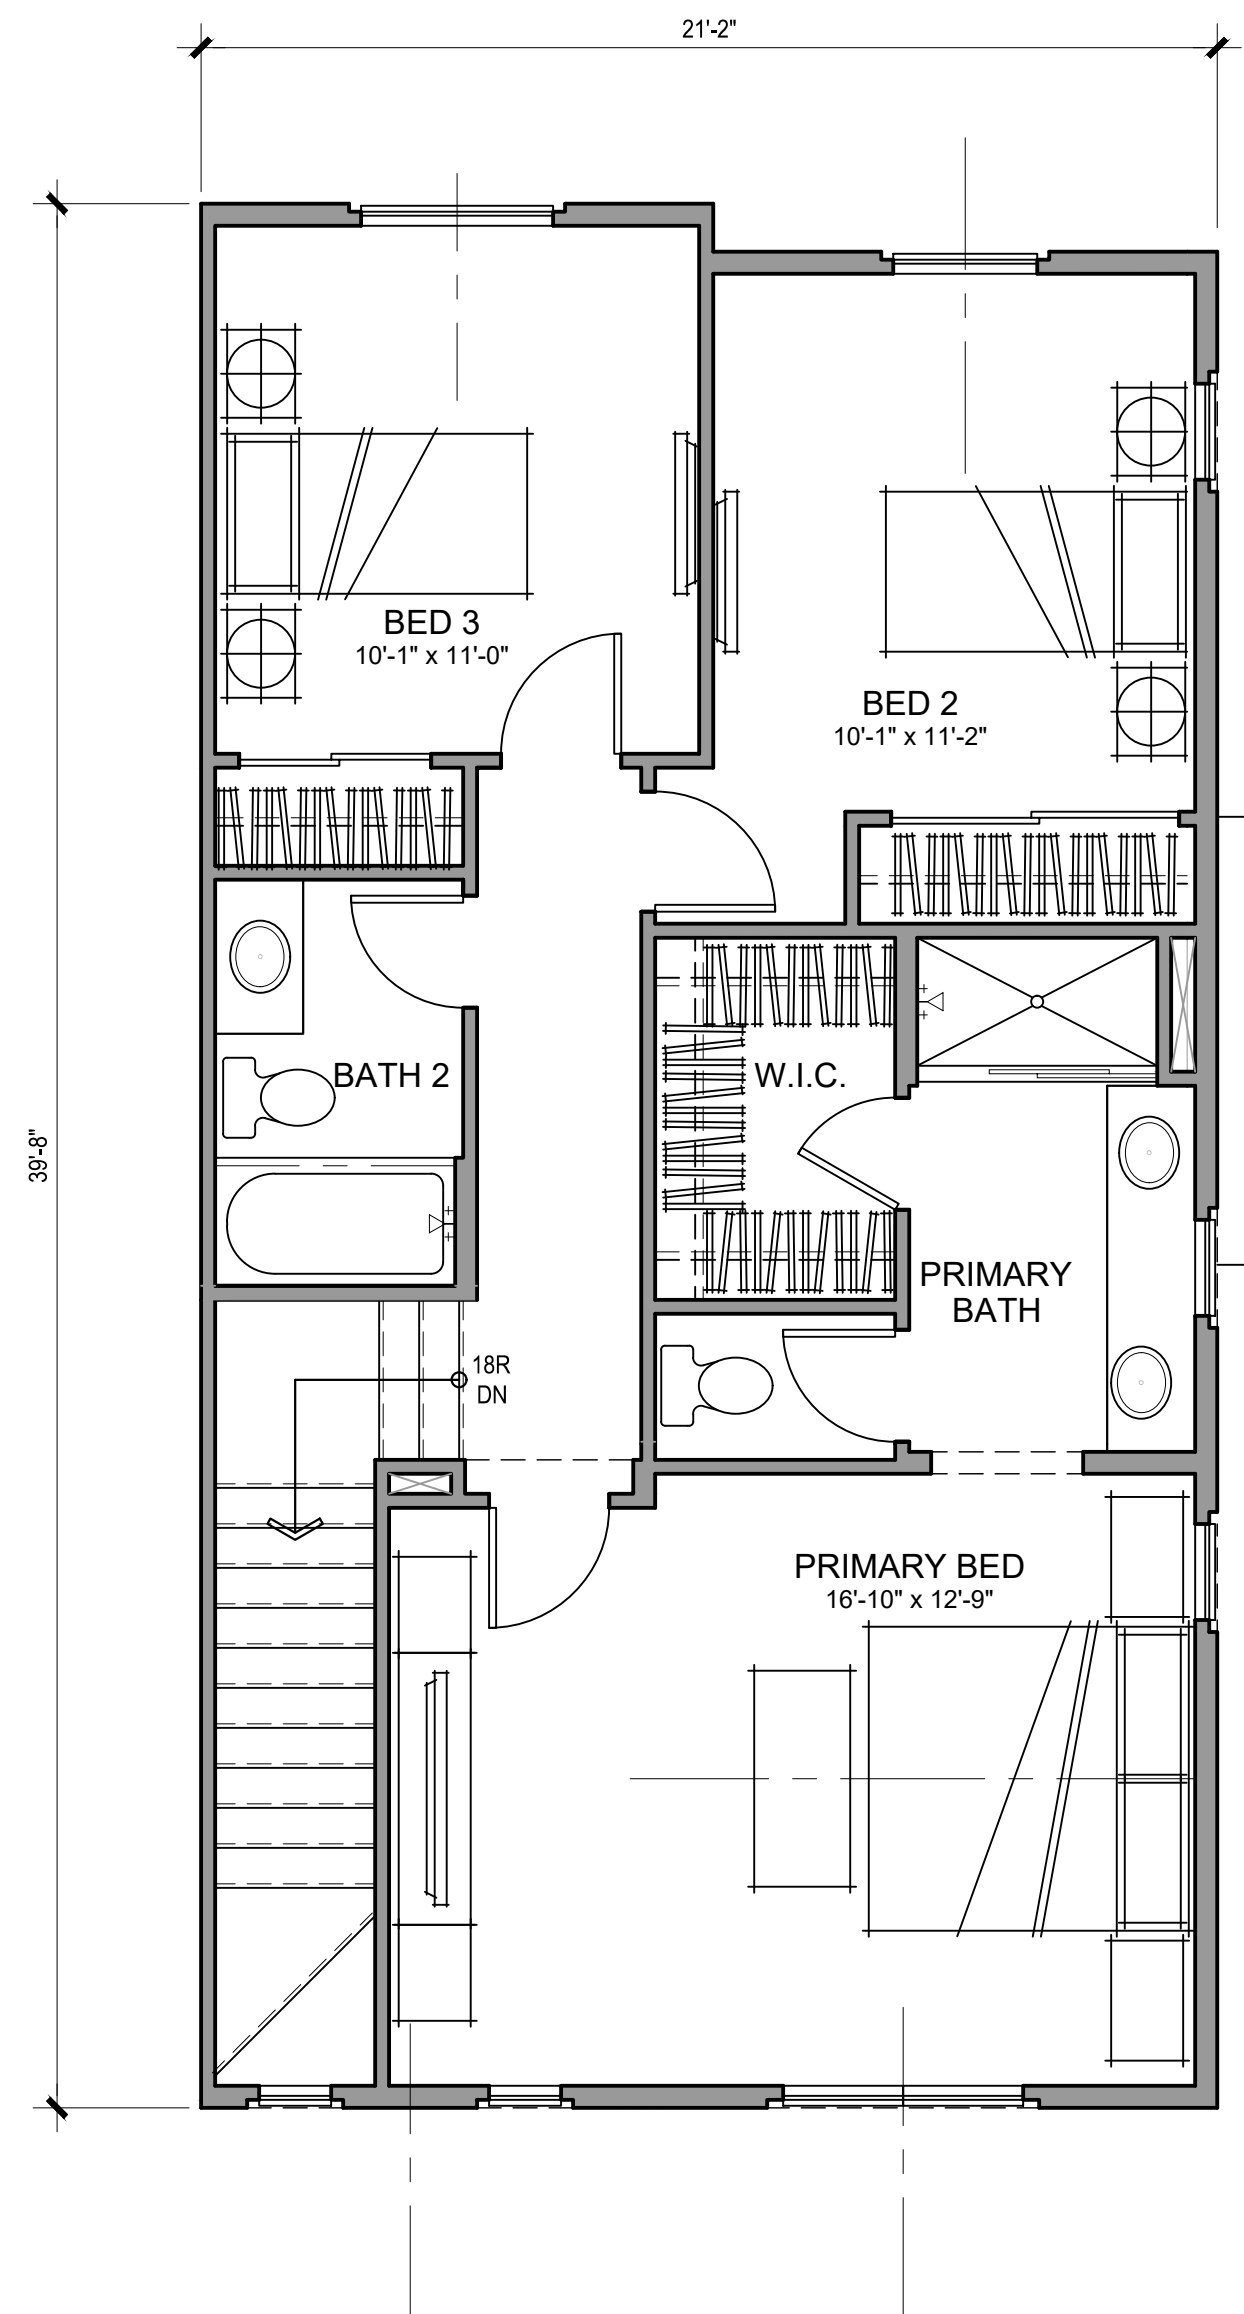 21'-2"
39'-8"
BED 3
10'-1" x 11'-0"
BED 2
10'-1" x 11'-2"
BATH 2
W.I.C.
PRIMARY
BATH
18R
DN
PRIMARY BED
16'-10" x 12'-9"